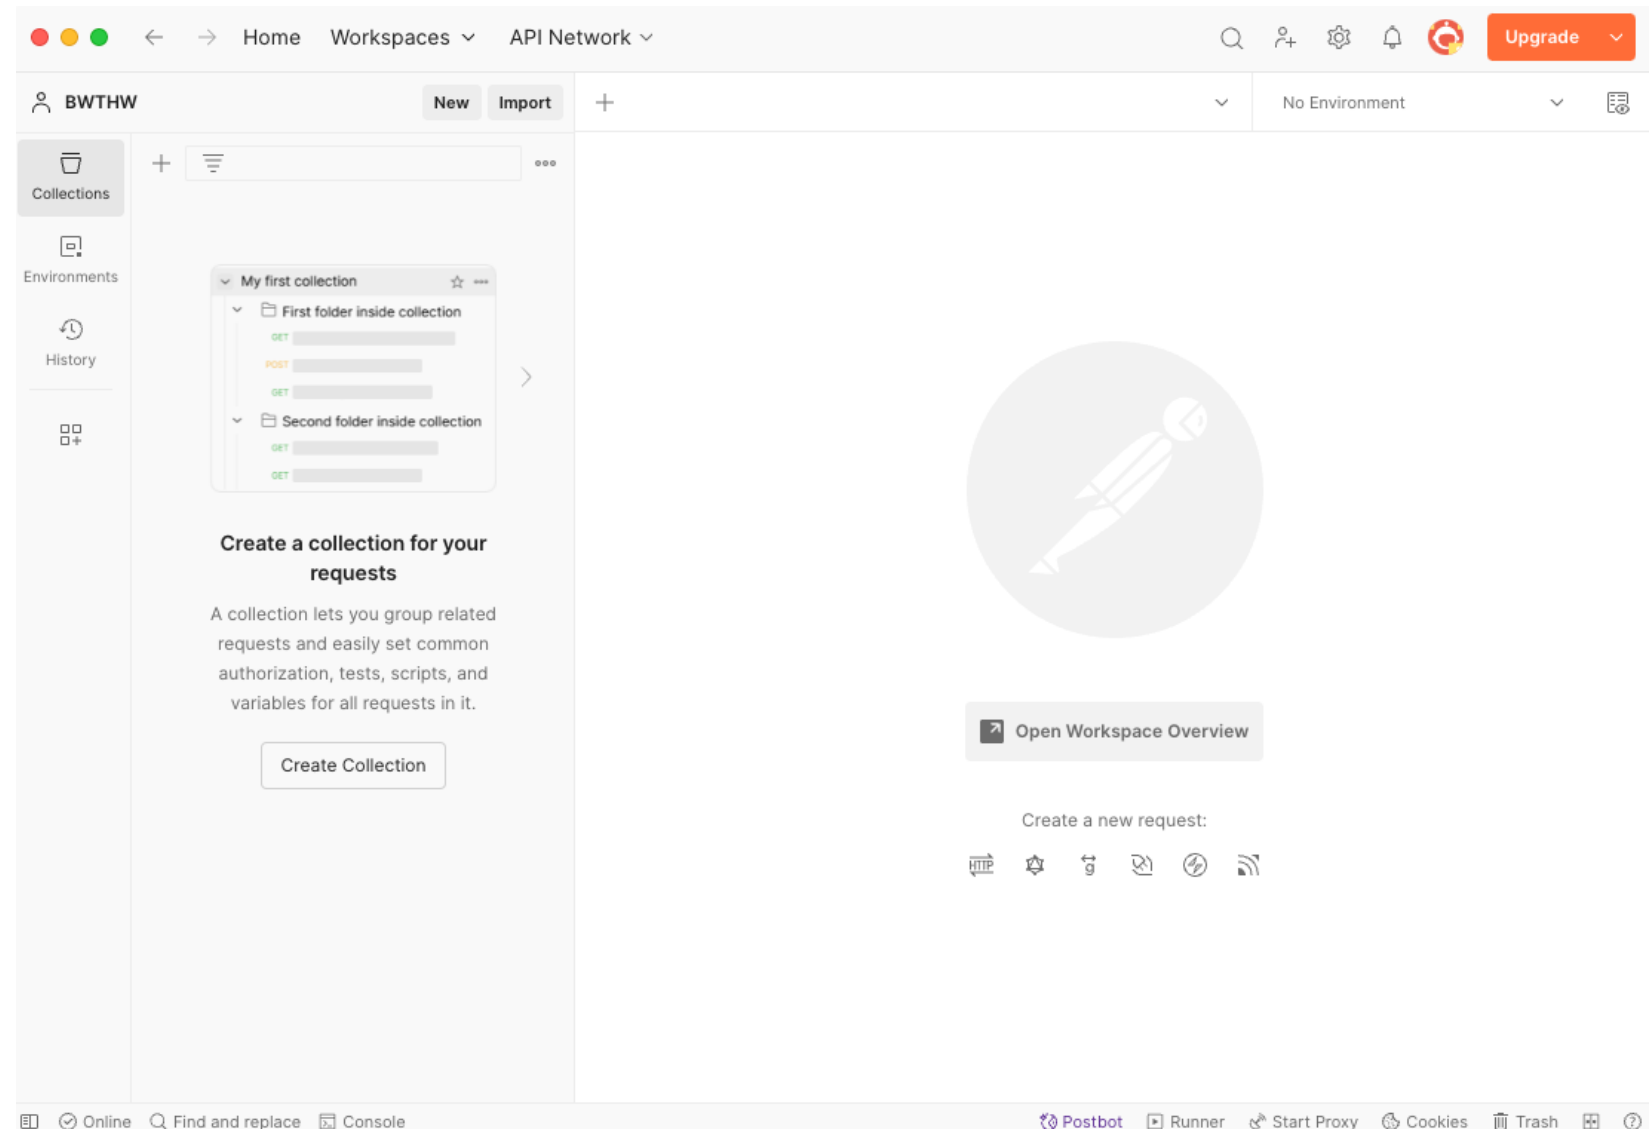 Home Workspaces API Network Upgrade
BWTHW New Import No Environment
Collections
Environments
History
My first collection
First folder inside collection
GET
POST
GET
Second folder inside collection
GET
GET
Create a collection for your
requests
A collection lets you group related
requests and easily set common
authorization, tests, scripts, and
variables for all requests in it.
Create Collection
Open Workspace Overview
Create a new request:
HTTP g
Online Find and replace Console Postbot Runner Start Proxy Cookies Trash